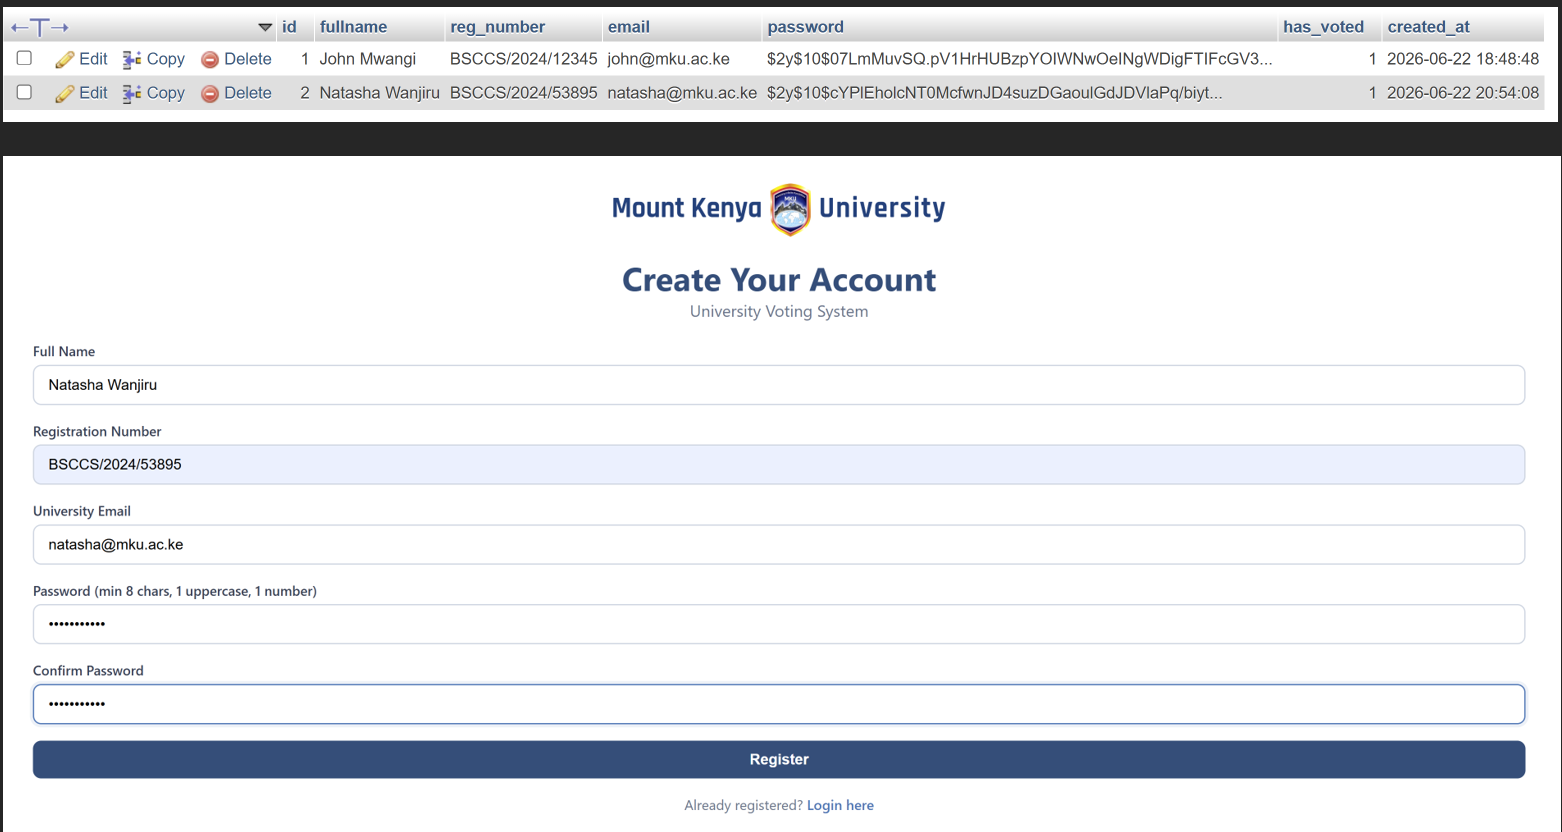 ←T→ id fullname reg_number email password has_voted created_at
Edit Copy Delete 1 John Mwangi BSCCS/2024/12345 john@mku.ac.ke $2y$10$07LmMuvSQ.pV1HrHUBzpYOIWNwOeINgWDigFTIFcGV3... 1 2026-06-22 18:48:48
Edit Copy Delete 2 Natasha Wanjiru BSCCS/2024/53895 natasha@mku.ac.ke $2y$10$cYPlEholcNT0McfwnJD4suzDGaoulGdJDVlaPq/biyt... 1 2026-06-22 20:54:08
Mount Kenya MKU University
Create Your Account
University Voting System
Full Name
Natasha Wanjiru
Registration Number
BSCCS/2024/53895
University Email
natasha@mku.ac.ke
Password (min 8 chars, 1 uppercase, 1 number)
•••••••••••
Confirm Password
•••••••••••
Register
Already registered? Login here